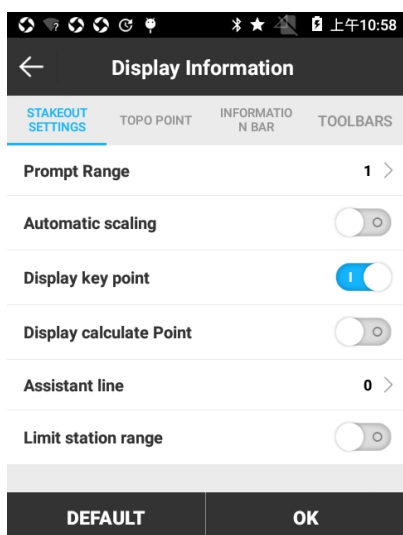 上午10:58
Display Information
STAKEOUT
SETTINGS
TOPO POINT
INFORMATIO
N BAR
TOOLBARS
Prompt Range 1
Automatic scaling
Display key point
Display calculate Point
Assistant line 0
Limit station range
DEFAULT OK